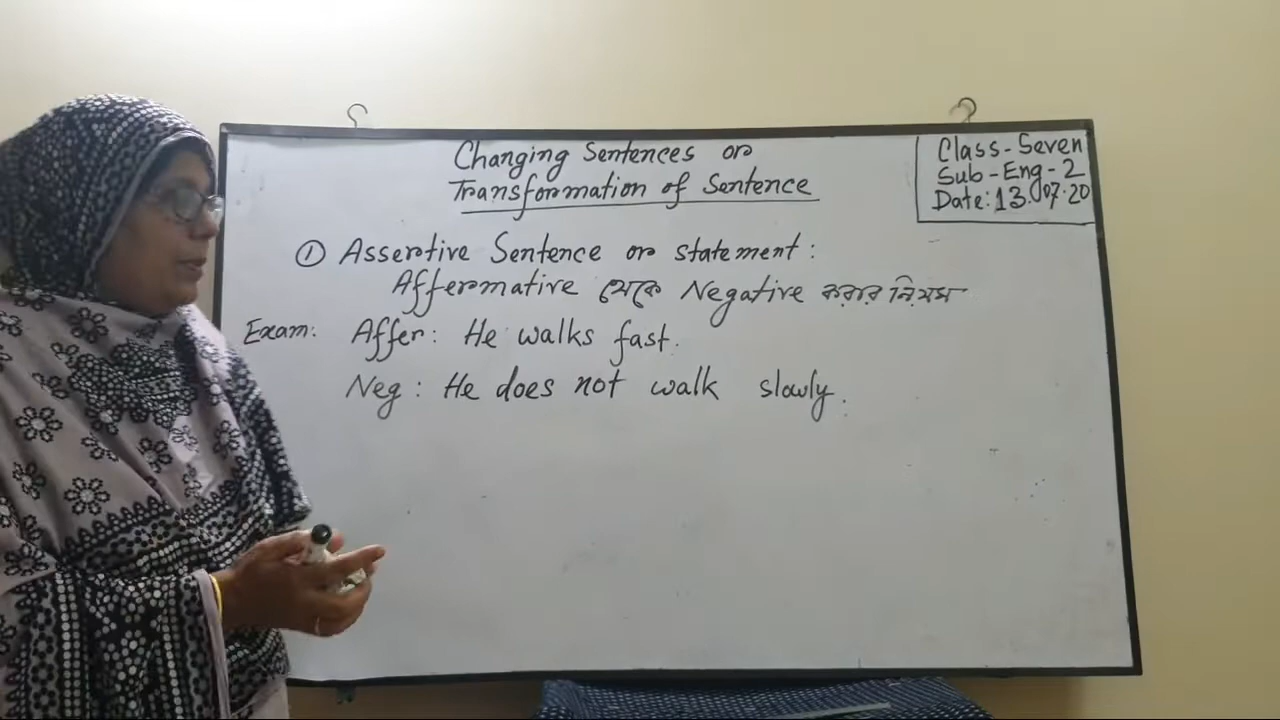 Changing Sentences or
Transformation of Sentence
Class-Seven
Sub-Eng-2
Date: 13.07.20
① Assertive Sentence or statement:
Affermative থেকে Negative করার নিয়ম
Exam: Affer: He walks fast.
Neg: He does not walk slowly.